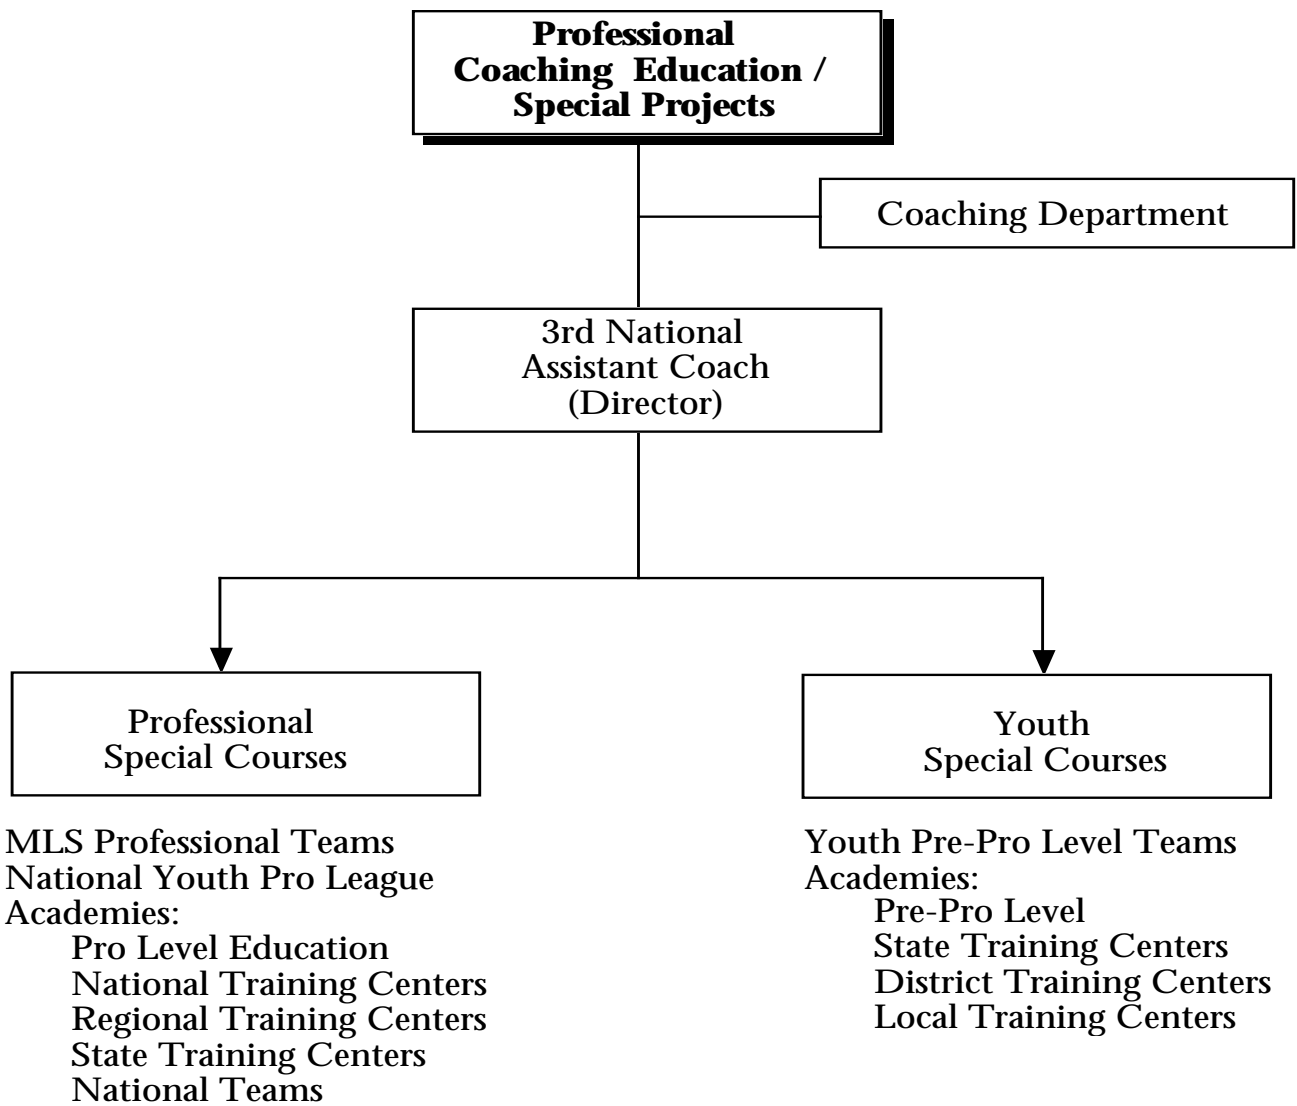 Professional
Coaching Education /
Special Projects
Coaching Department
3rd National
Assistant Coach
(Director)
Professional
Special Courses
MLS Professional Teams
National Youth Pro League
Academies:
Pro Level Education
National Training Centers
Regional Training Centers
State Training Centers
National Teams
Youth
Special Courses
Youth Pre-Pro Level Teams
Academies:
Pre-Pro Level
State Training Centers
District Training Centers
Local Training Centers